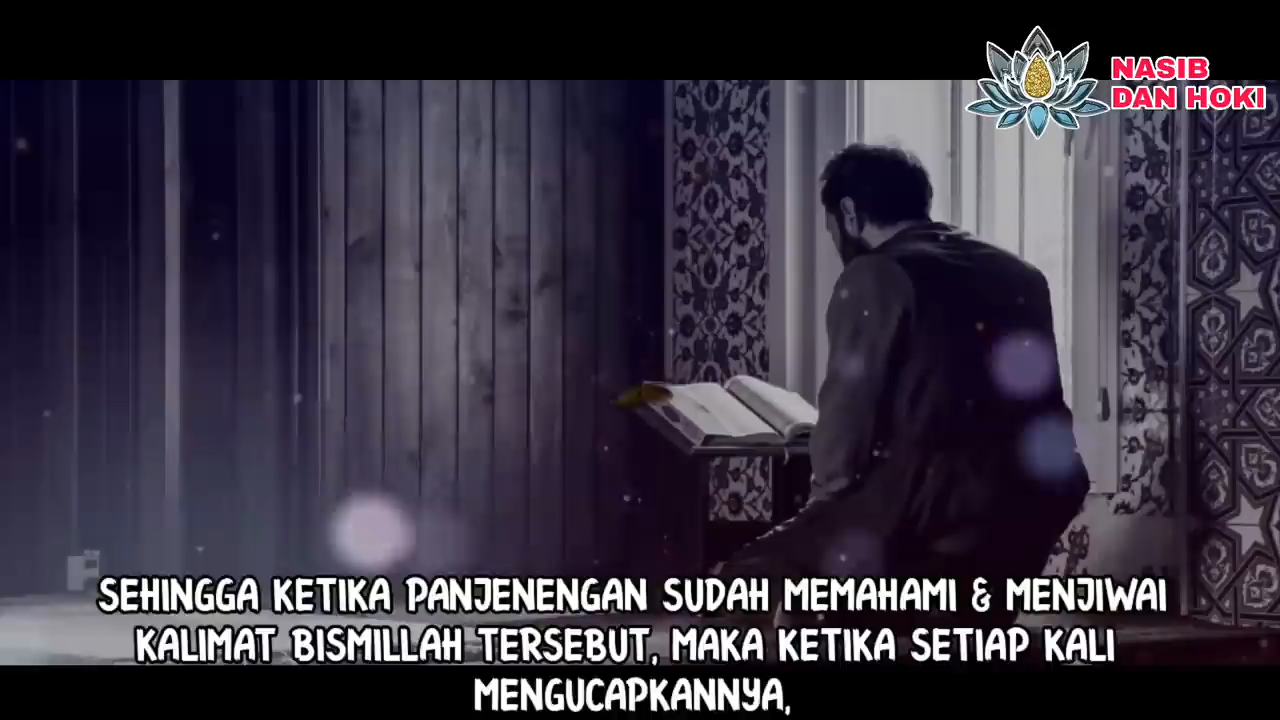 NASIB
DAN HOKI
SEHINGGA KETIKA PANJENENGAN SUDAH MEMAHAMI & MENJIWAI
KALIMAT BISMILLAH TERSEBUT, MAKA KETIKA SETIAP KALI
MENGUCAPKANNYA,